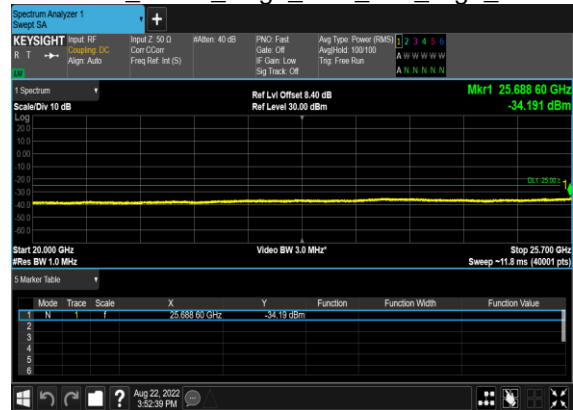 Spectrum Analyzer 1
Swept SA
+
KEYSIGHT
R T
Input: RF
Coupling: DC
Align: Auto
Input Z: 50 Ω
Corr CCorr
Freq Ref: Int (S)
#Atten: 40 dB
PNO: Fast
Gate: Off
IF Gain: Low
Sig Track: Off
Avg Type: Power (RMS)
Avg|Hold: 100/100
Trig: Free Run
1 2 3 4 5 6
A W W W W W
A N N N N N
1 Spectrum
Scale/Div 10 dB
Ref Lvl Offset 8.40 dB
Ref Level 30.00 dBm
Mkr1 25.688 60 GHz
-34.191 dBm
Log
20.0
10.0
0.00
-10.0
-20.0
-30.0
-40.0
-50.0
-60.0
1
Start 20.000 GHz
#Res BW 1.0 MHz
Video BW 3.0 MHz*
Stop 25.700 GHz
Sweep ~11.8 ms (40001 pts)
5 Marker Table
Mode Trace Scale X Y Function Function Width Function Value
1 N 1 f 25.688 60 GHz -34.19 dBm
2
3
4
5
6
?
Aug 22, 2022
3:52:39 PM